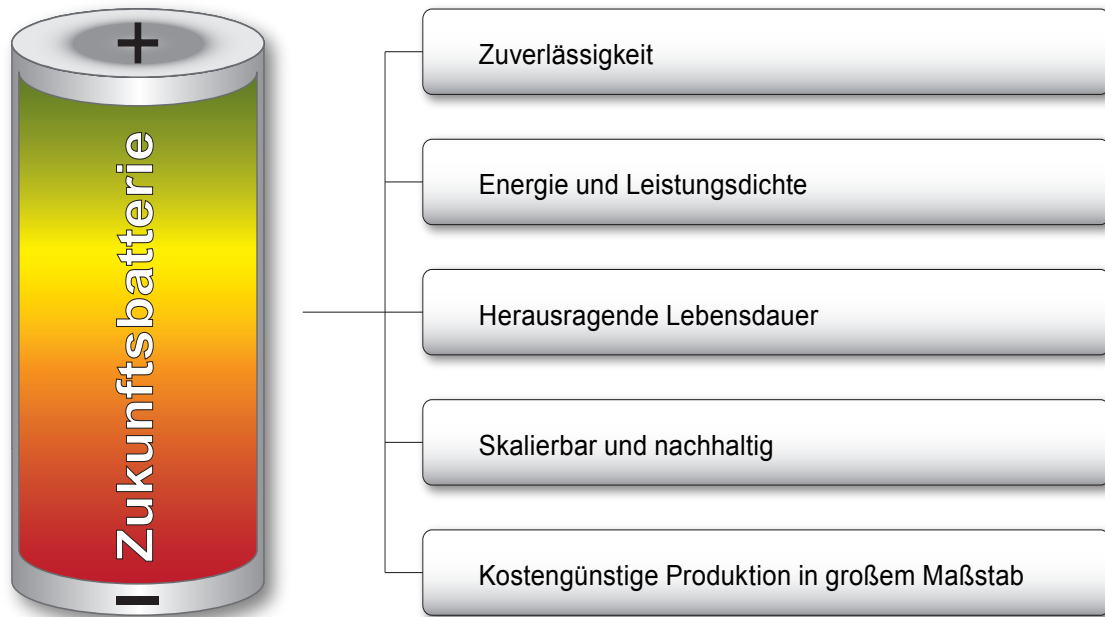 +
Zukunftsbatterie
–
Zuverlässigkeit
Energie und Leistungsdichte
Herausragende Lebensdauer
Skalierbar und nachhaltig
Kostengünstige Produktion in großem Maßstab